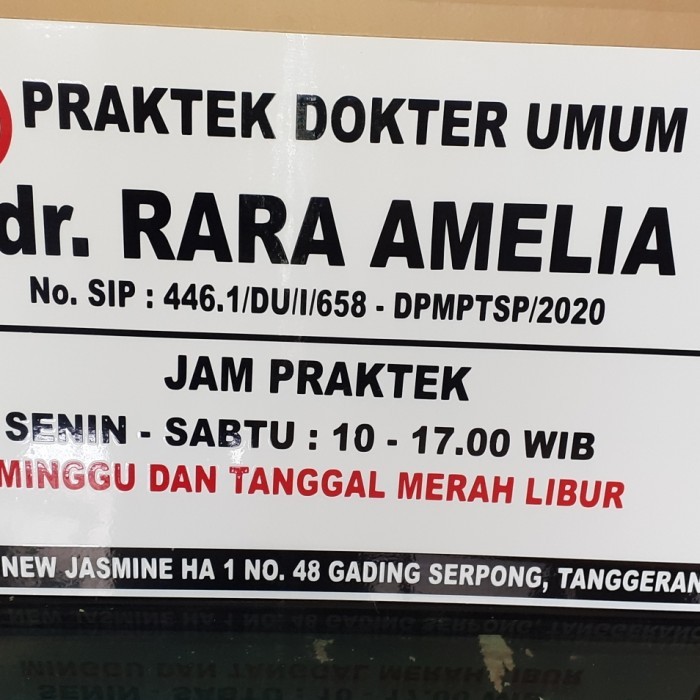 PRAKTEK DOKTER UMUM
dr. RARA AMELIA
No. SIP : 446.1/DU/I/658 - DPMPTSP/2020
JAM PRAKTEK
SENIN - SABTU : 10 - 17.00 WIB
MINGGU DAN TANGGAL MERAH LIBUR
NEW JASMINE HA 1 NO. 48 GADING SERPONG, TANGGERAN